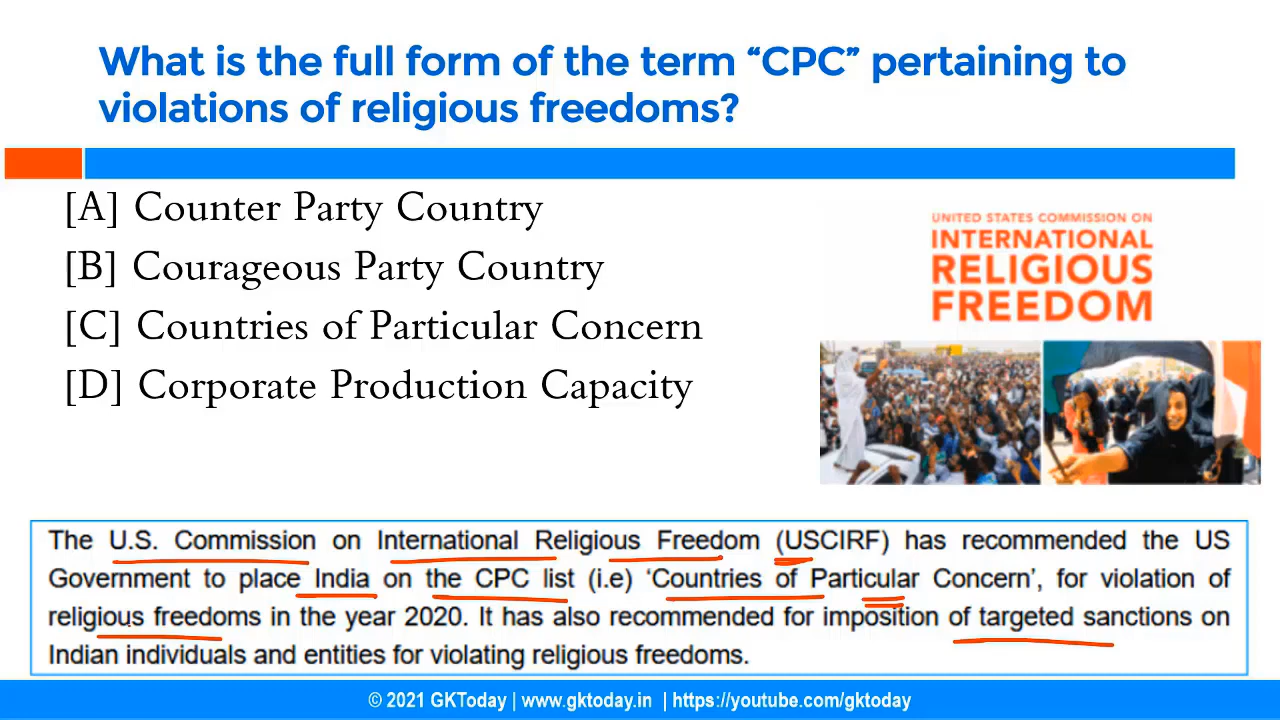 What is the full form of the term “CPC” pertaining to
violations of religious freedoms?
[A] Counter Party Country
[B] Courageous Party Country
[C] Countries of Particular Concern
[D] Corporate Production Capacity
UNITED STATES COMMISSION ON
INTERNATIONAL
RELIGIOUS
FREEDOM
The U.S. Commission on International Religious Freedom (USCIRF) has recommended the US
Government to place India on the CPC list (i.e) ‘Countries of Particular Concern’, for violation of
religious freedoms in the year 2020. It has also recommended for imposition of targeted sanctions on
Indian individuals and entities for violating religious freedoms.
© 2021 GKToday | www.gktoday.in | https://youtube.com/gktoday